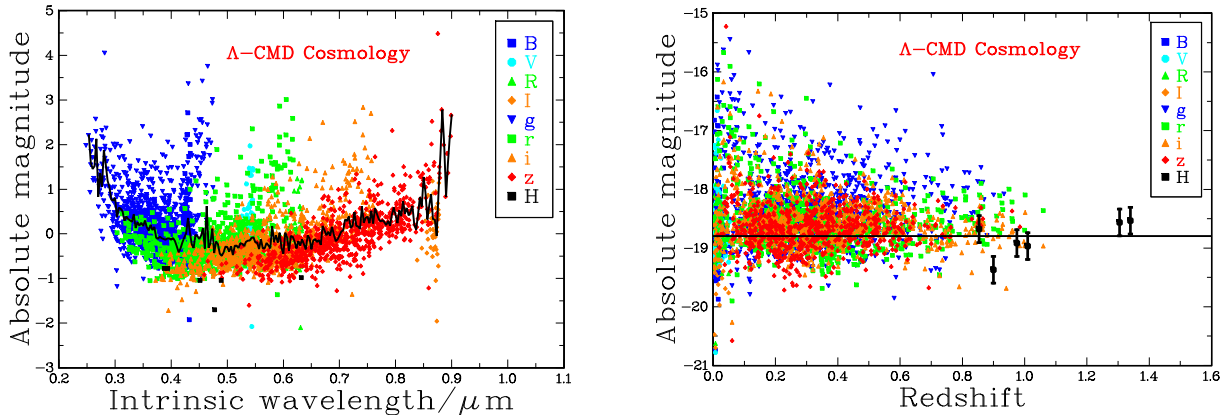 Λ-CMD Cosmology
B
V
R
I
g
r
i
z
H
5
4
3
2
1
0
−1
−2
−3
0.2 0.3 0.4 0.5 0.6 0.7 0.8 0.9 1.0 1.1
Absolute magnitude
Intrinsic wavelength/μm
Λ-CMD Cosmology
B
V
R
I
g
r
i
z
H
−15
−16
−17
−18
−19
−20
−21
0.0 0.2 0.4 0.6 0.8 1.0 1.2 1.4 1.6
Absolute magnitude
Redshift